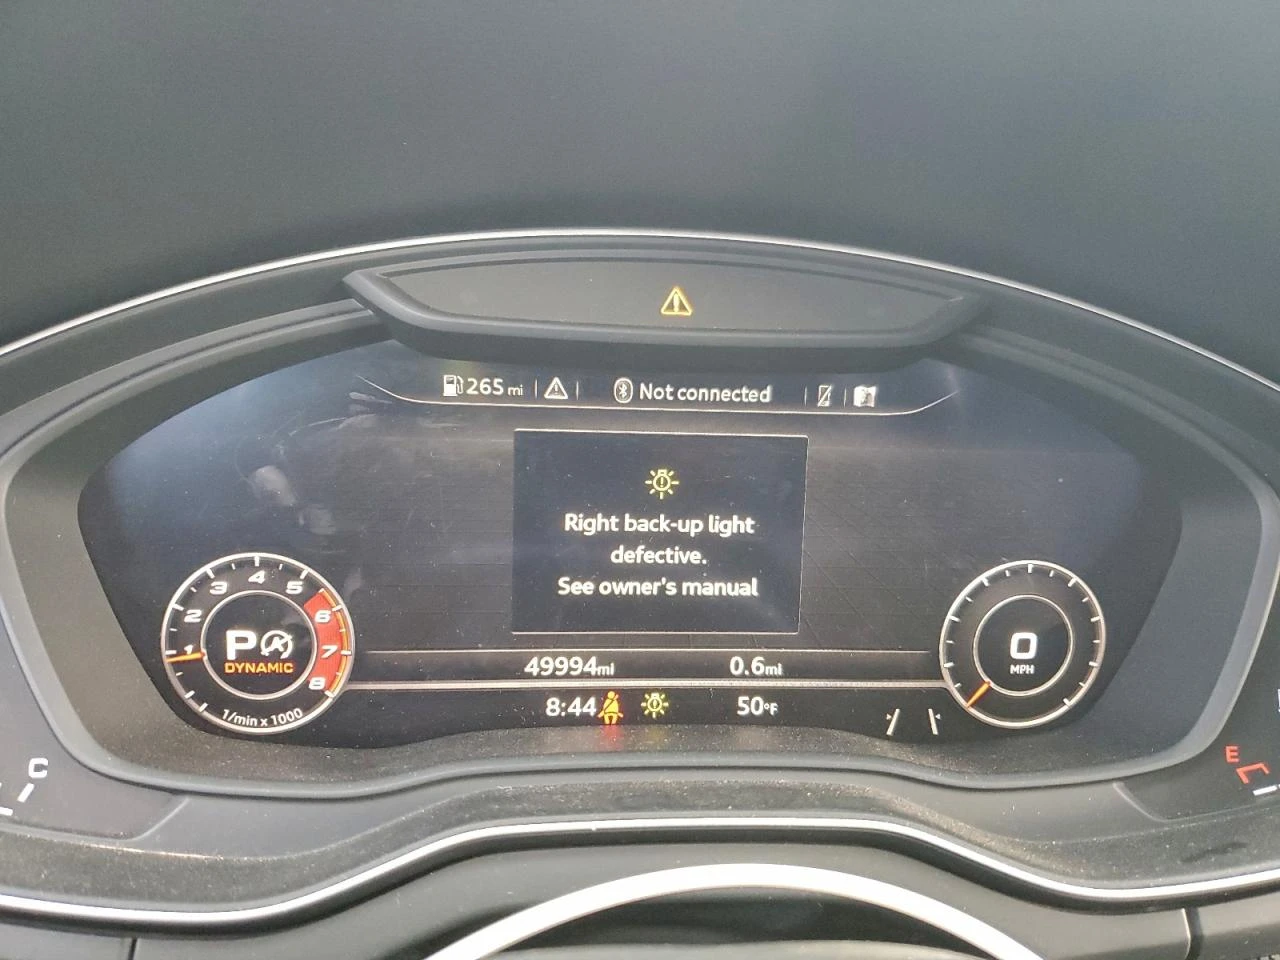 265 mi
Not connected
Right back-up light
defective.
See owner's manual
1 2 3 4 5 6 7 8
P
DYNAMIC
1/min x 1000
0
MPH
49994mi
0.6mi
8:44
50°F
C
E